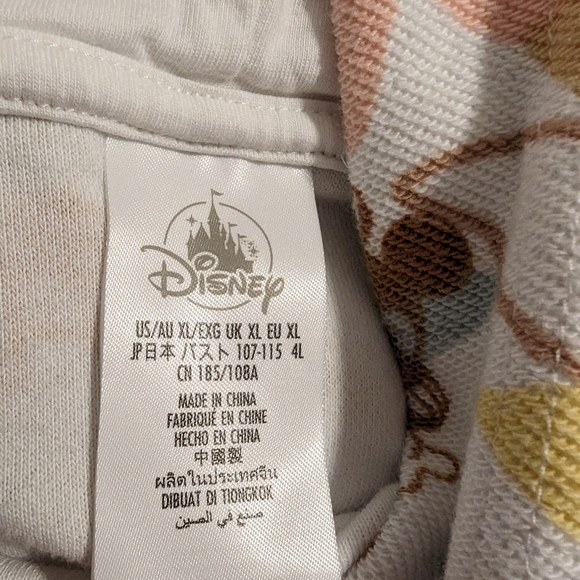 Disney
US/AU XL/EXG UK XL EU XL
JP日本 バスト 107-115 4L
CN 185/108A
MADE IN CHINA
FABRIQUÉ EN CHINE
HECHO EN CHINA
中國製
ผลิตในประเทศจีน
DIBUAT DI TIONGKOK
صنع في الصين